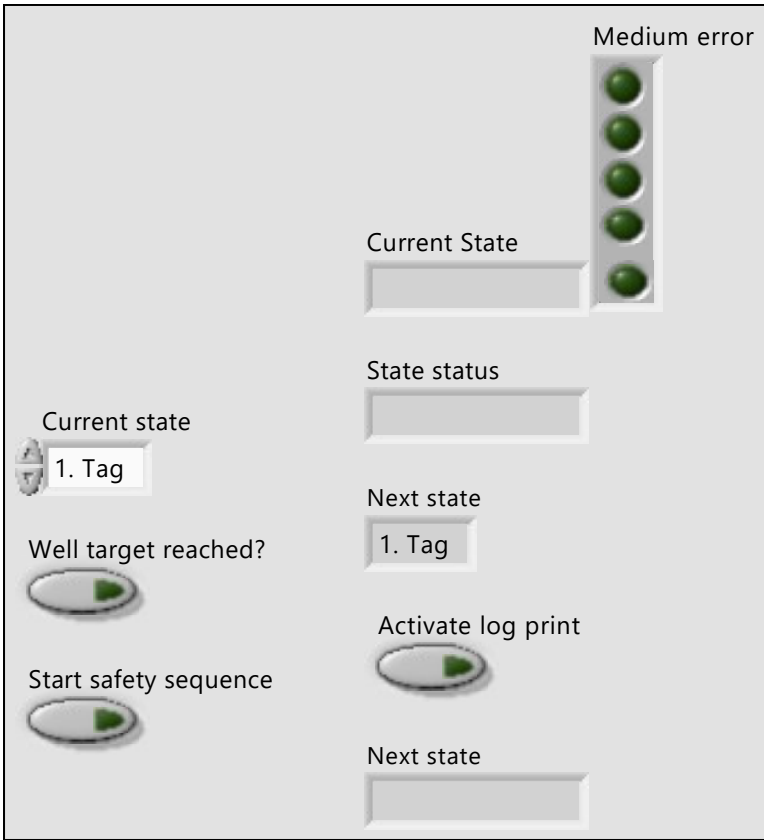 Medium error
Current State
State status
Current state
1. Tag
Next state
1. Tag
Well target reached?
Activate log print
Start safety sequence
Next state